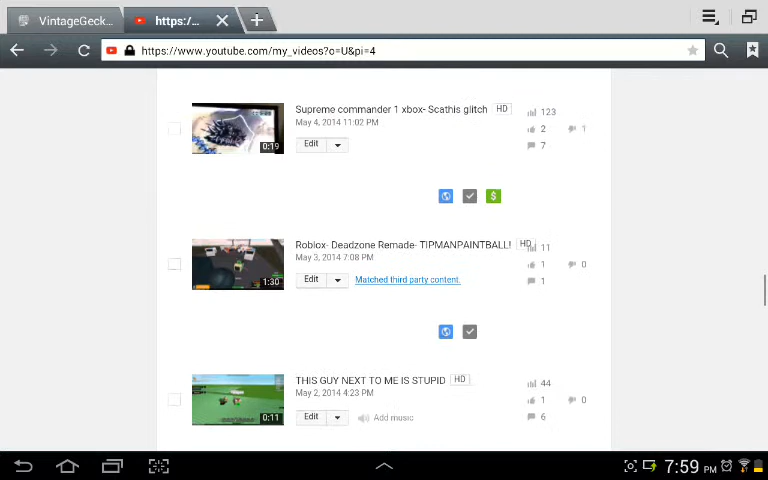 VintageGeck...
https:/...
https://www.youtube.com/my_videos?o=U&pi=4
Supreme commander 1 xbox- Scathis glitch HD
123
May 4, 2014 11:02 PM
2 1
Edit
7
0:19
$
Roblox- Deadzone Remade- TIPMANPAINTBALL! HD
11
May 3, 2014 7:08 PM
1 0
Edit
Matched third party content.
1
1:30
THIS GUY NEXT TO ME IS STUPID HD
44
May 2, 2014 4:23 PM
1 0
Edit
Add music
6
0:11
7:59 PM